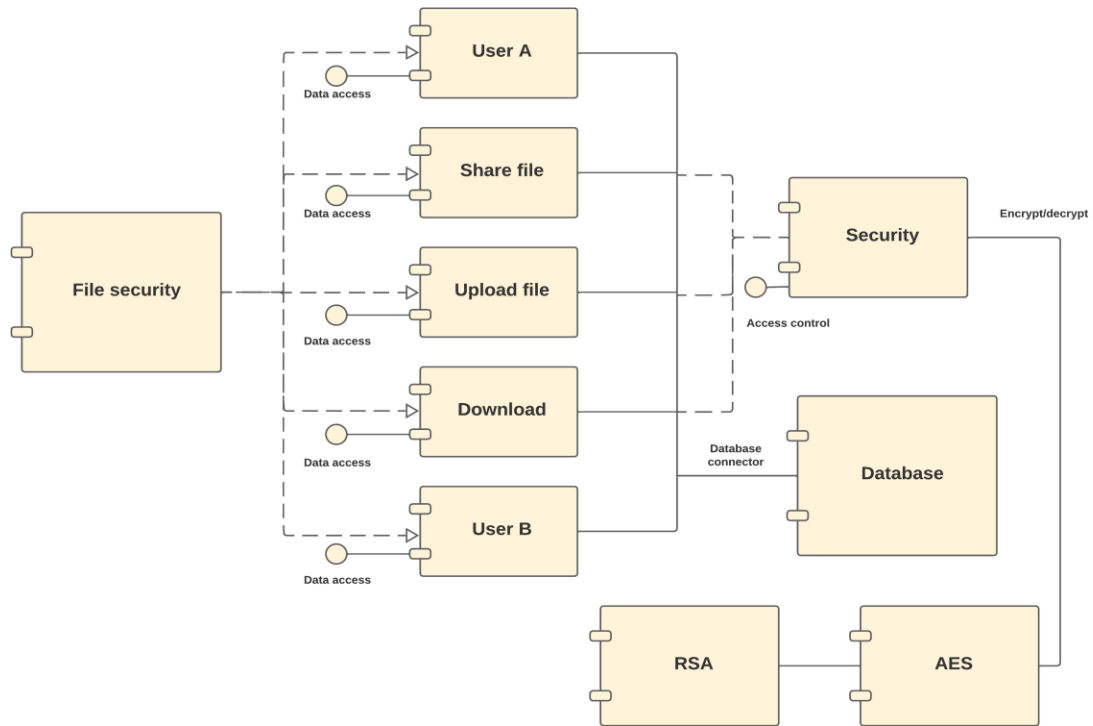 User A
Data access
Share file
Data access
Security
Encrypt/decrypt
File security
Upload file
Access control
Data access
Download
Data access
Database
connector
Database
User B
Data access
RSA
AES